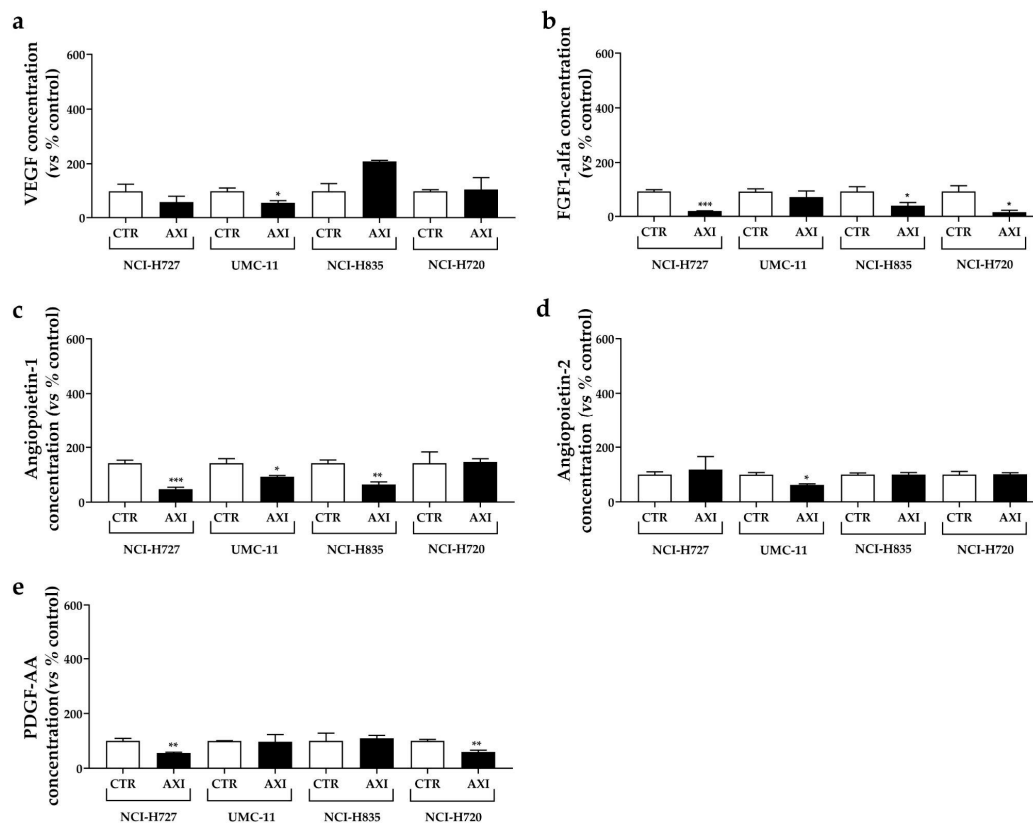 a
VEGF concentration
(vs % control)
600
400
200
0
*
CTR AXI CTR AXI CTR AXI CTR AXI
NCI-H727 UMC-11 NCI-H835 NCI-H720
b
FGF1-alfa concentration
(vs % control)
600
400
200
0
*** * *
CTR AXI CTR AXI CTR AXI CTR AXI
NCI-H727 UMC-11 NCI-H835 NCI-H720
c
Angiopoietin-1
concentration (vs % control)
600
400
200
0
*** * **
CTR AXI CTR AXI CTR AXI CTR AXI
NCI-H727 UMC-11 NCI-H835 NCI-H720
d
Angiopoietin-2
concentration (vs % control)
600
400
200
0
*
CTR AXI CTR AXI CTR AXI CTR AXI
NCI-H727 UMC-11 NCI-H835 NCI-H720
e
PDGF-AA
concentration(vs % control)
600
400
200
0
** **
CTR AXI CTR AXI CTR AXI CTR AXI
NCI-H727 UMC-11 NCI-H835 NCI-H720